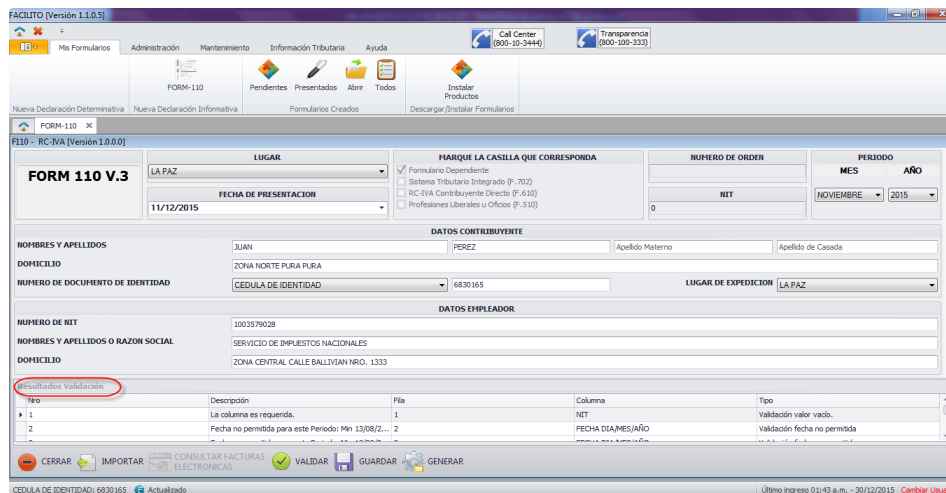 FACILITO [Versión 1.1.0.5]
Mis Formularios Administración Mantenimiento Información Tributaria Ayuda
Call Center (800-10-3444)
Transparencia (800-100-333)
FORM-110
Pendientes Presentados Abrir Todos
Instalar Productos
Nueva Declaración Determinativa Nueva Declaración Informativa Formularios Creados Descargar/Instalar Formularios
FORM-110
F110 - RC-IVA [Versión 1.0.0.0]
FORM 110 V.3
LUGAR
LA PAZ
FECHA DE PRESENTACION
11/12/2015
MARQUE LA CASILLA QUE CORRESPONDA
Formulario Dependiente
Sistema Tributario Integrado (F.702)
RC-IVA Contribuyente Directo (F.610)
Profesiones Liberales u Oficios (F.510)
NUMERO DE ORDEN
NIT
0
PERIODO
MES AÑO
NOVIEMBRE 2015
DATOS CONTRIBUYENTE
NOMBRES Y APELLIDOS JUAN PEREZ Apellido Materno Apellido de Casada
DOMICILIO ZONA NORTE PURA PURA
NUMERO DE DOCUMENTO DE IDENTIDAD CEDULA DE IDENTIDAD 6830165 LUGAR DE EXPEDICION LA PAZ
DATOS EMPLEADOR
NUMERO DE NIT 1003579028
NOMBRES Y APELLIDOS O RAZON SOCIAL SERVICIO DE IMPUESTOS NACIONALES
DOMICILIO ZONA CENTRAL CALLE BALLIVIAN NRO. 1333
Resultados Validación
Nro Descripción Fila Columna Tipo
1 La columna es requerida. 1 NIT Validación valor vacío.
2 Fecha no permitida para este Periodo: Min 13/08/2... 2 FECHA DIA/MES/AÑO Validación fecha no permitida
CERRAR IMPORTAR CONSULTAR FACTURAS ELECTRONICAS VALIDAR GUARDAR GENERAR
CEDULA DE IDENTIDAD: 6830165 Actualizado Último ingreso 01:43 a.m. - 30/12/2015 Cambiar Usua